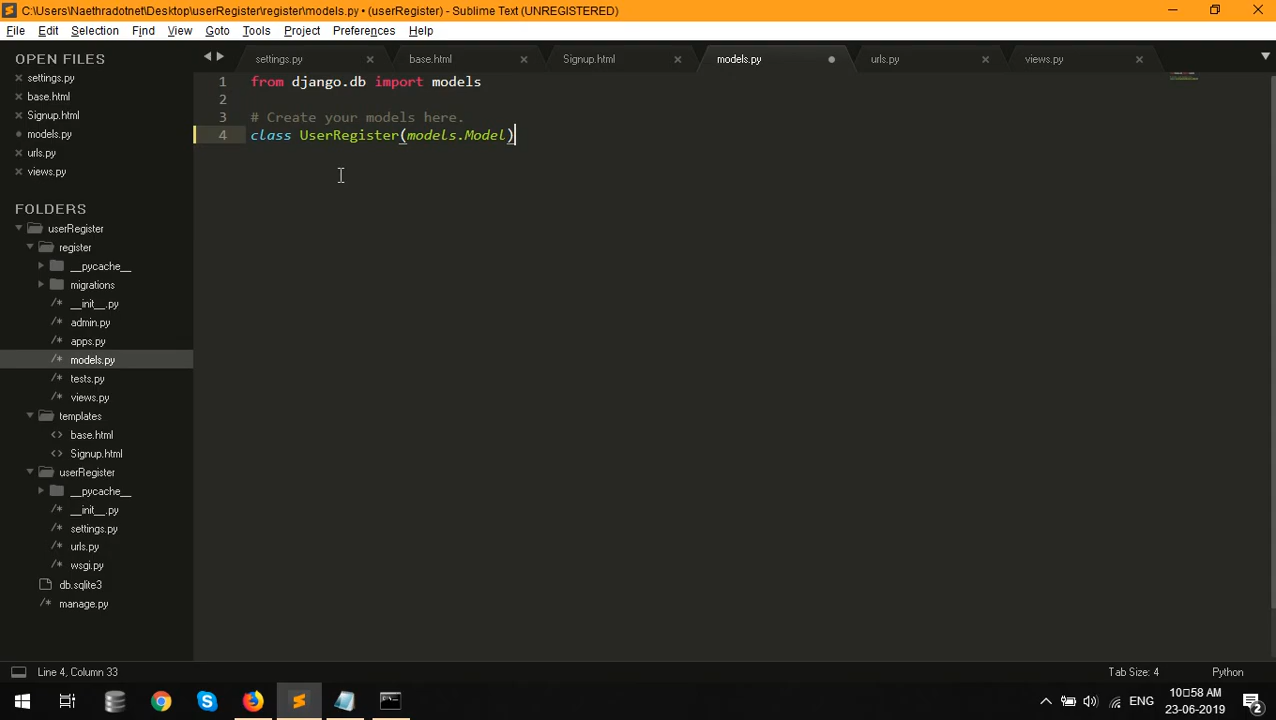 C:\Users\Naethradotnet\Desktop\userRegister\register\models.py • (userRegister) - Sublime Text (UNREGISTERED)
File Edit Selection Find View Goto Tools Project Preferences Help
OPEN FILES
settings.py
base.html
Signup.html
models.py
urls.py
views.py
FOLDERS
userRegister
register
__pycache__
migrations
__init__.py
admin.py
apps.py
models.py
tests.py
views.py
templates
base.html
Signup.html
userRegister
__pycache__
__init__.py
settings.py
urls.py
wsgi.py
db.sqlite3
manage.py
settings.py base.html Signup.html models.py urls.py views.py
1 from django.db import models
2
3 # Create your models here.
4 class UserRegister(models.Model)
Line 4, Column 33 Tab Size: 4 Python
ENG
10:58 AM
23-06-2019
2